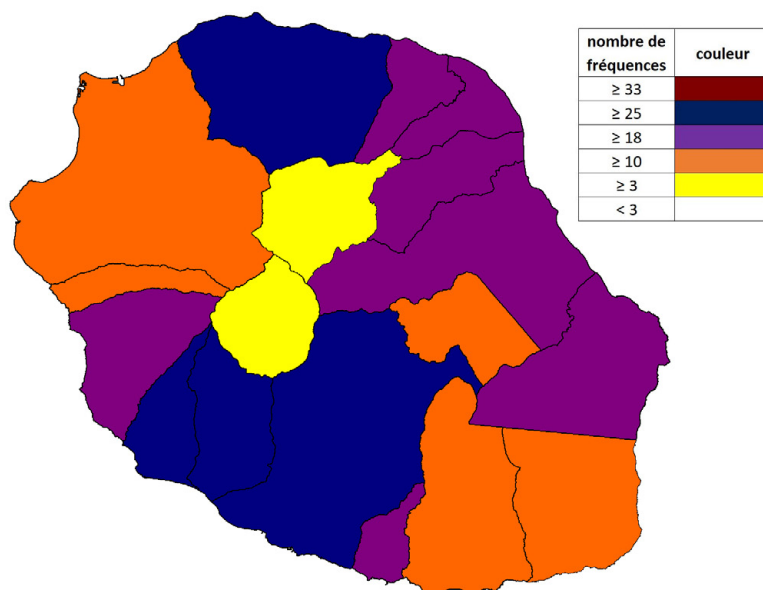 nombre de
fréquences
couleur
≥ 33
≥ 25
≥ 18
≥ 10
≥ 3
< 3